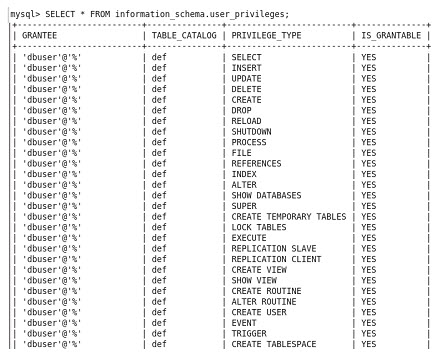 mysql> SELECT * FROM information_schema.user_privileges;
+--------------------------+---------------+-------------------------+--------------+
| GRANTEE | TABLE_CATALOG | PRIVILEGE_TYPE | IS_GRANTABLE |
+--------------------------+---------------+-------------------------+--------------+
| 'dbuser'@'%' | def | SELECT | YES |
| 'dbuser'@'%' | def | INSERT | YES |
| 'dbuser'@'%' | def | UPDATE | YES |
| 'dbuser'@'%' | def | DELETE | YES |
| 'dbuser'@'%' | def | CREATE | YES |
| 'dbuser'@'%' | def | DROP | YES |
| 'dbuser'@'%' | def | RELOAD | YES |
| 'dbuser'@'%' | def | SHUTDOWN | YES |
| 'dbuser'@'%' | def | PROCESS | YES |
| 'dbuser'@'%' | def | FILE | YES |
| 'dbuser'@'%' | def | REFERENCES | YES |
| 'dbuser'@'%' | def | INDEX | YES |
| 'dbuser'@'%' | def | ALTER | YES |
| 'dbuser'@'%' | def | SHOW DATABASES | YES |
| 'dbuser'@'%' | def | SUPER | YES |
| 'dbuser'@'%' | def | CREATE TEMPORARY TABLES | YES |
| 'dbuser'@'%' | def | LOCK TABLES | YES |
| 'dbuser'@'%' | def | EXECUTE | YES |
| 'dbuser'@'%' | def | REPLICATION SLAVE | YES |
| 'dbuser'@'%' | def | REPLICATION CLIENT | YES |
| 'dbuser'@'%' | def | CREATE VIEW | YES |
| 'dbuser'@'%' | def | SHOW VIEW | YES |
| 'dbuser'@'%' | def | CREATE ROUTINE | YES |
| 'dbuser'@'%' | def | ALTER ROUTINE | YES |
| 'dbuser'@'%' | def | CREATE USER | YES |
| 'dbuser'@'%' | def | EVENT | YES |
| 'dbuser'@'%' | def | TRIGGER | YES |
| 'dbuser'@'%' | def | CREATE TABLESPACE | YES |